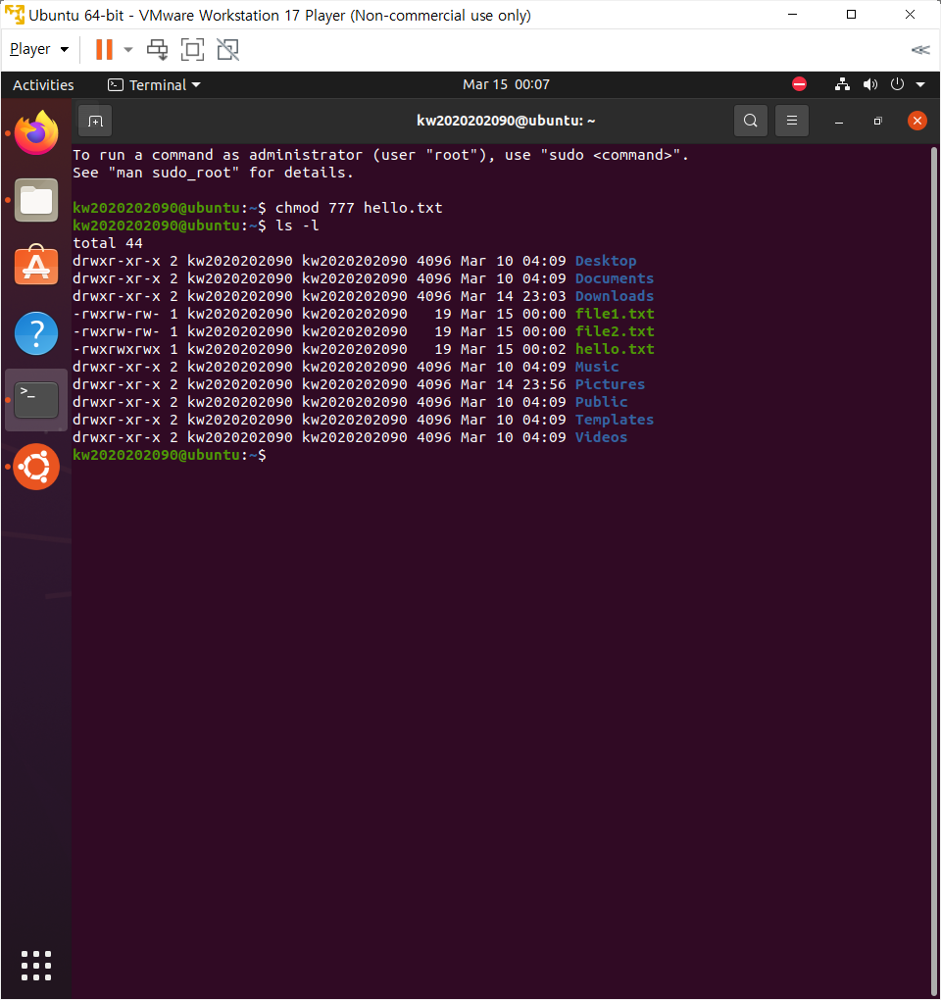 Ubuntu 64-bit - VMware Workstation 17 Player (Non-commercial use only)
Player
Activities Terminal Mar 15 00:07
kw2020202090@ubuntu: ~
To run a command as administrator (user "root"), use "sudo <command>".
See "man sudo_root" for details.
kw2020202090@ubuntu:~$ chmod 777 hello.txt
kw2020202090@ubuntu:~$ ls -l
total 44
drwxr-xr-x 2 kw2020202090 kw2020202090 4096 Mar 10 04:09 Desktop
drwxr-xr-x 2 kw2020202090 kw2020202090 4096 Mar 10 04:09 Documents
drwxr-xr-x 2 kw2020202090 kw2020202090 4096 Mar 14 23:03 Downloads
-rwxrw-rw- 1 kw2020202090 kw2020202090   19 Mar 15 00:00 file1.txt
-rwxrw-rw- 1 kw2020202090 kw2020202090   19 Mar 15 00:00 file2.txt
-rwxrwxrwx 1 kw2020202090 kw2020202090   19 Mar 15 00:02 hello.txt
drwxr-xr-x 2 kw2020202090 kw2020202090 4096 Mar 10 04:09 Music
drwxr-xr-x 2 kw2020202090 kw2020202090 4096 Mar 14 23:56 Pictures
drwxr-xr-x 2 kw2020202090 kw2020202090 4096 Mar 10 04:09 Public
drwxr-xr-x 2 kw2020202090 kw2020202090 4096 Mar 10 04:09 Templates
drwxr-xr-x 2 kw2020202090 kw2020202090 4096 Mar 10 04:09 Videos
kw2020202090@ubuntu:~$